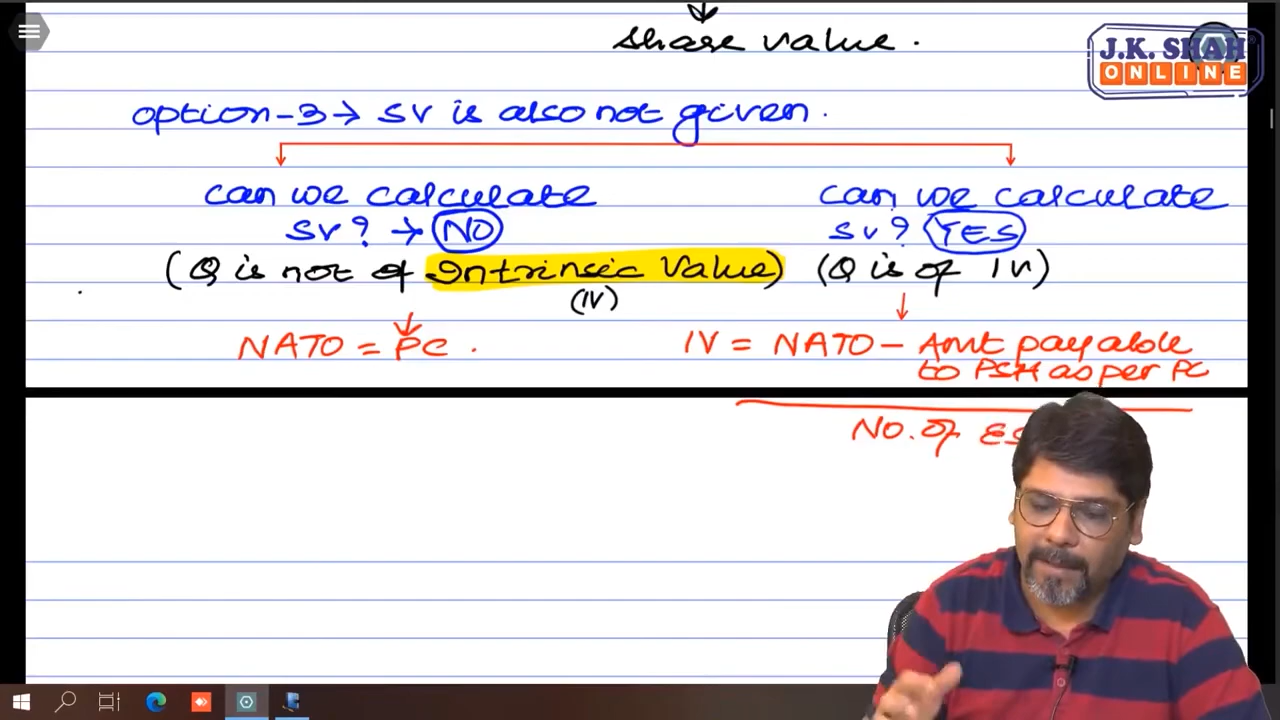 share value.
J.K. SHAH
ONLINE
option-3→ SV is also not given.
can we calculate
SV? → NO
(Q is not of Intrinsic Value)
(IV)
NATO = PC.
can we calculate
SV? YES
(Q is of IV)
IV = NATO - Amt payable
to PSH as per PC
NO. of